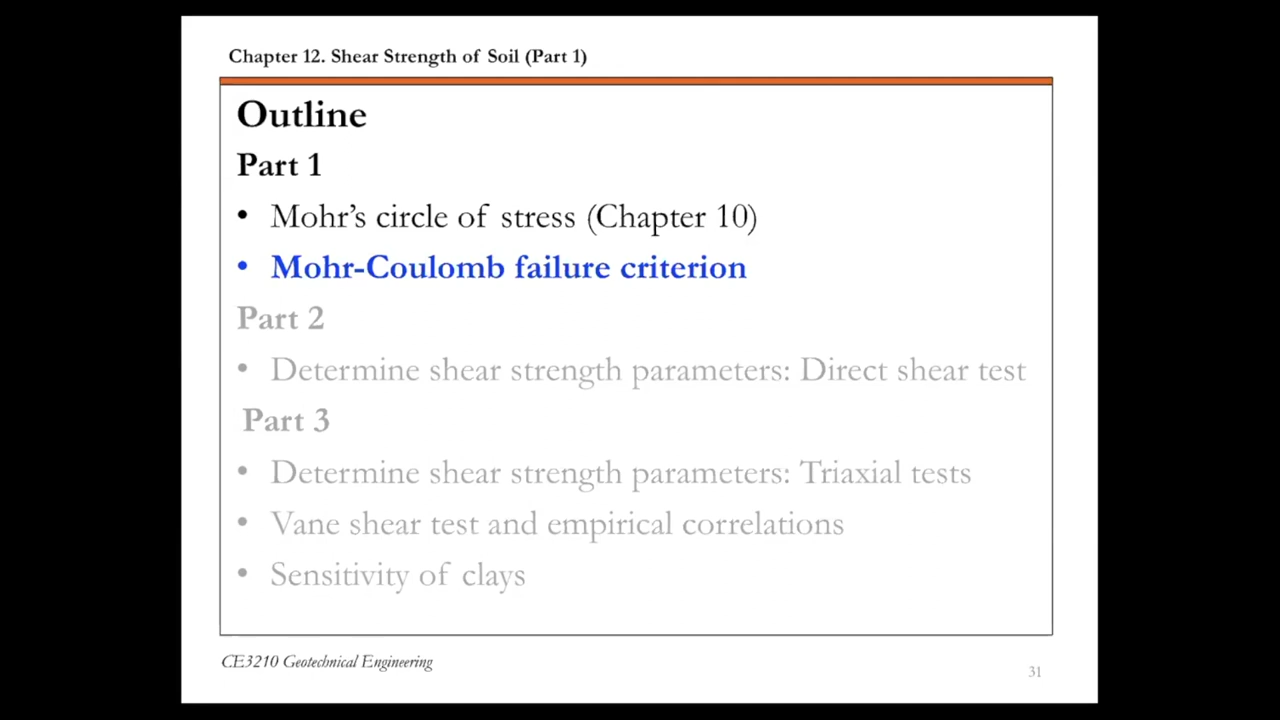 Chapter 12. Shear Strength of Soil (Part 1)
Outline
Part 1
• Mohr’s circle of stress (Chapter 10)
• Mohr-Coulomb failure criterion
Part 2
• Determine shear strength parameters: Direct shear test
Part 3
• Determine shear strength parameters: Triaxial tests
• Vane shear test and empirical correlations
• Sensitivity of clays
CE3210 Geotechnical Engineering
31